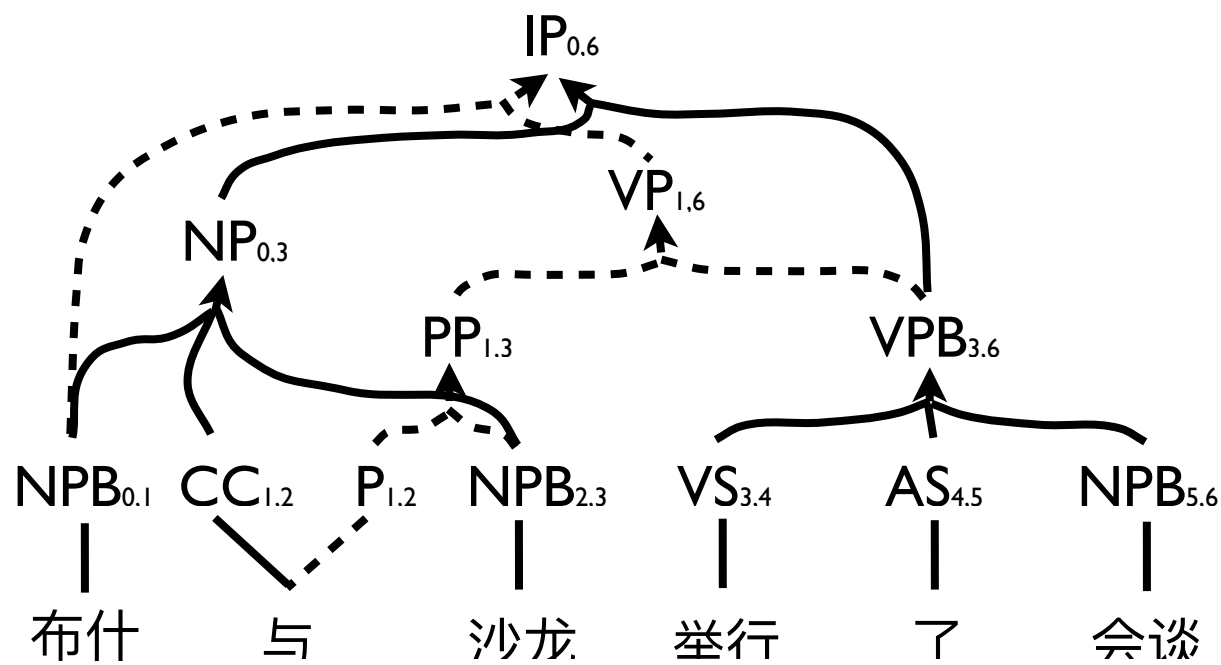 IP0,6
VP1,6
NP0,3
PP1,3 VPB3,6
NPB0,1 CC1,2 P1,2 NPB2,3 VS3,4 AS4,5 NPB5,6
布什 与 沙龙 举行 了 会谈